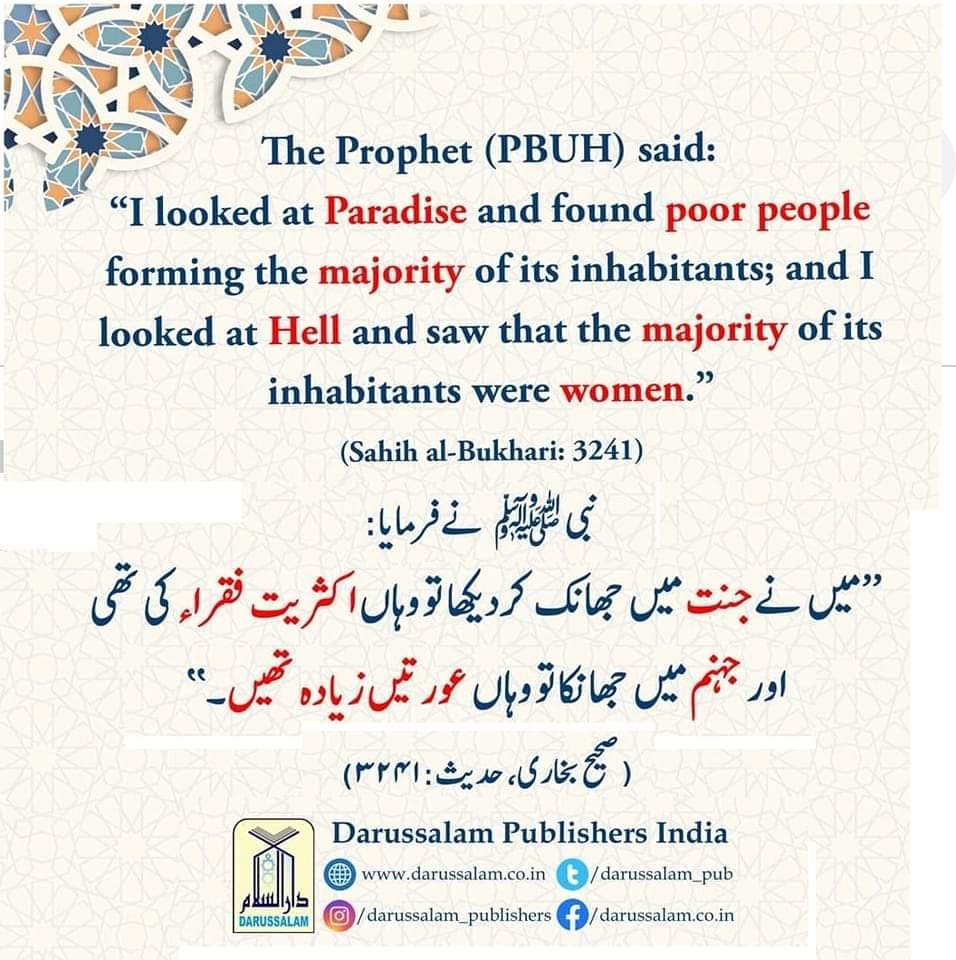 The Prophet (PBUH) said:
“I looked at Paradise and found poor people
forming the majority of its inhabitants; and I
looked at Hell and saw that the majority of its
inhabitants were women.”
(Sahih al-Bukhari: 3241)
نبی ﷺ نے فرمایا:
”میں نے جنت میں جھانک کر دیکھا تو وہاں اکثریت فقراء کی تھی
اور جہنم میں جھانکا تو وہاں عورتیں زیادہ تھیں۔“
(صحیح بخاری، حدیث: ۳۲۴۱)
Darussalam Publishers India
www.darussalam.co.in /darussalam_pub
/darussalam_publishers /darussalam.co.in
دارالسلام
DARUSSALAM